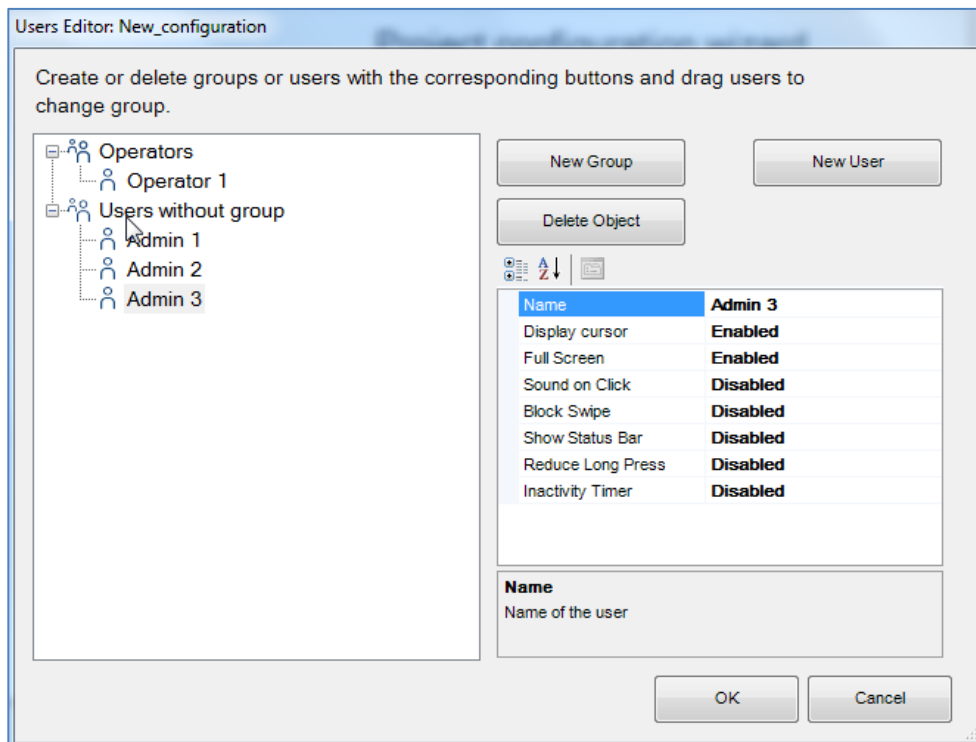 Users Editor: New_configuration
Project configuration wizard
Create or delete groups or users with the corresponding buttons and drag users to
change group.
Operators
Operator 1
Users without group
Admin 1
Admin 2
Admin 3
New Group
New User
Delete Object
Name Admin 3
Display cursor Enabled
Full Screen Enabled
Sound on Click Disabled
Block Swipe Disabled
Show Status Bar Disabled
Reduce Long Press Disabled
Inactivity Timer Disabled
Name
Name of the user
OK
Cancel